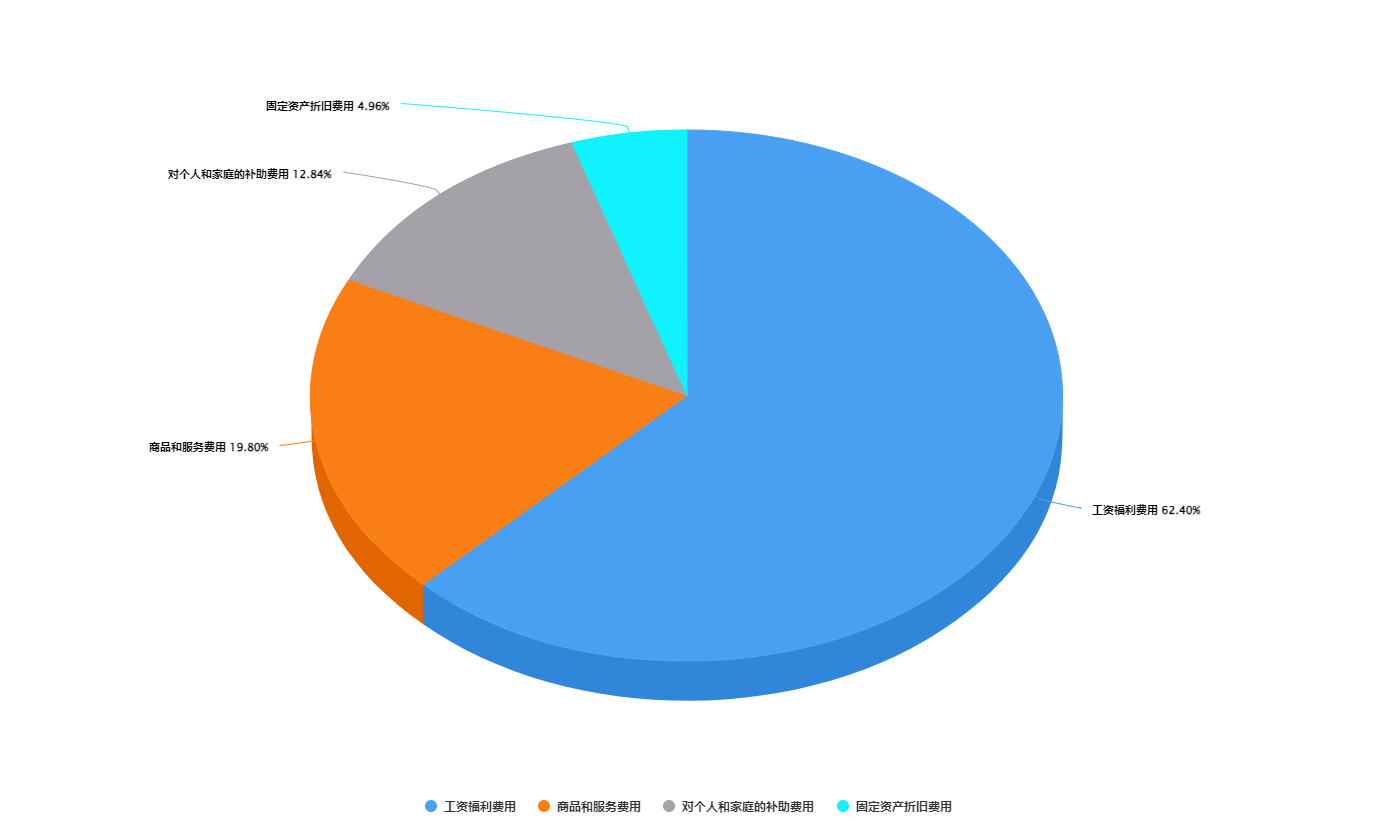 固定资产折旧费用 4.96%
对个人和家庭的补助费用 12.84%
商品和服务费用 19.80%
工资福利费用 62.40%
工资福利费用 商品和服务费用 对个人和家庭的补助费用 固定资产折旧费用